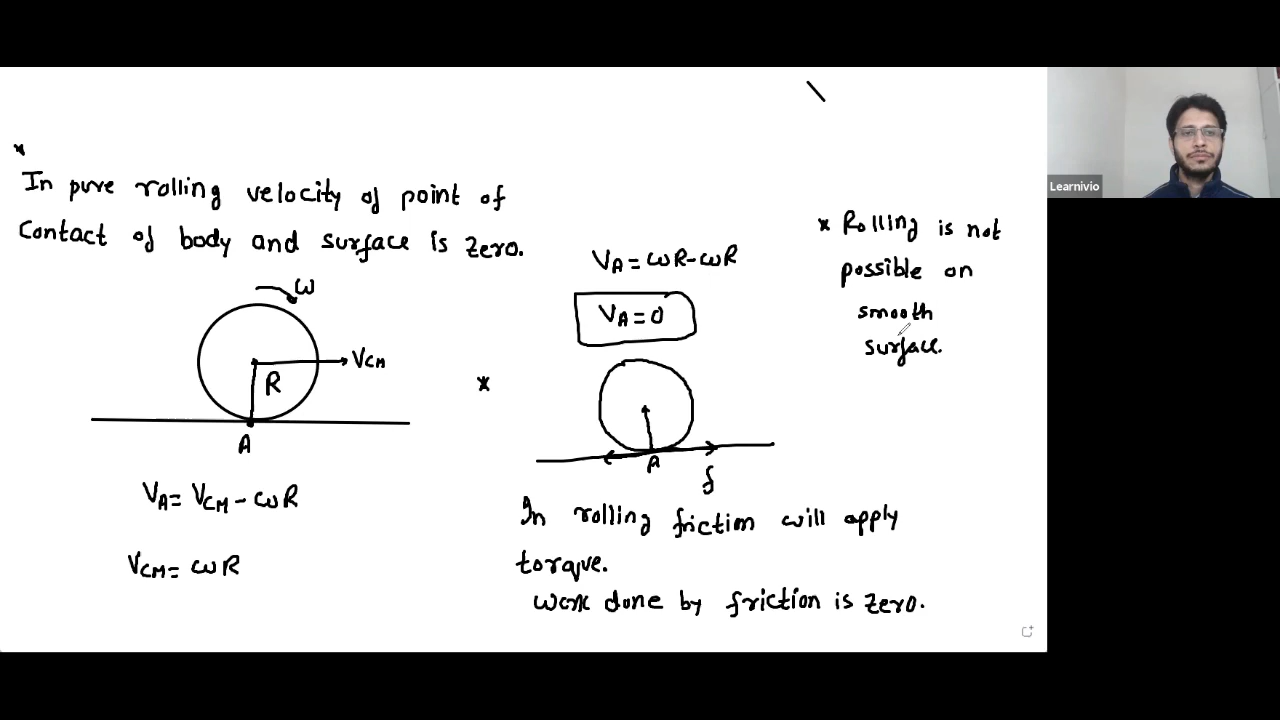 *
In pure rolling velocity of point of
Contact of body and surface is zero.
ω
VCM
R
A
VA = VCM - ωR
VCM = ωR
VA = ωR - ωR
VA = 0
*
A
f
In rolling friction will apply
torque.
work done by friction is zero.
* Rolling is not
possible on
smooth
surface.
Learnivio